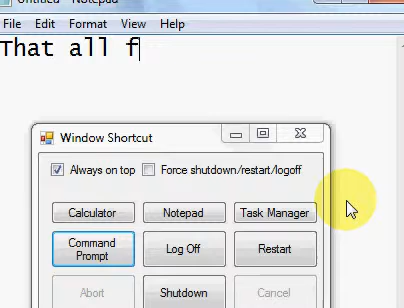 Untitled - Notepad
File Edit Format View Help
That all f
Window Shortcut
Always on top Force shutdown/restart/logoff
Calculator Notepad Task Manager
Command Prompt Log Off Restart
Abort Shutdown Cancel